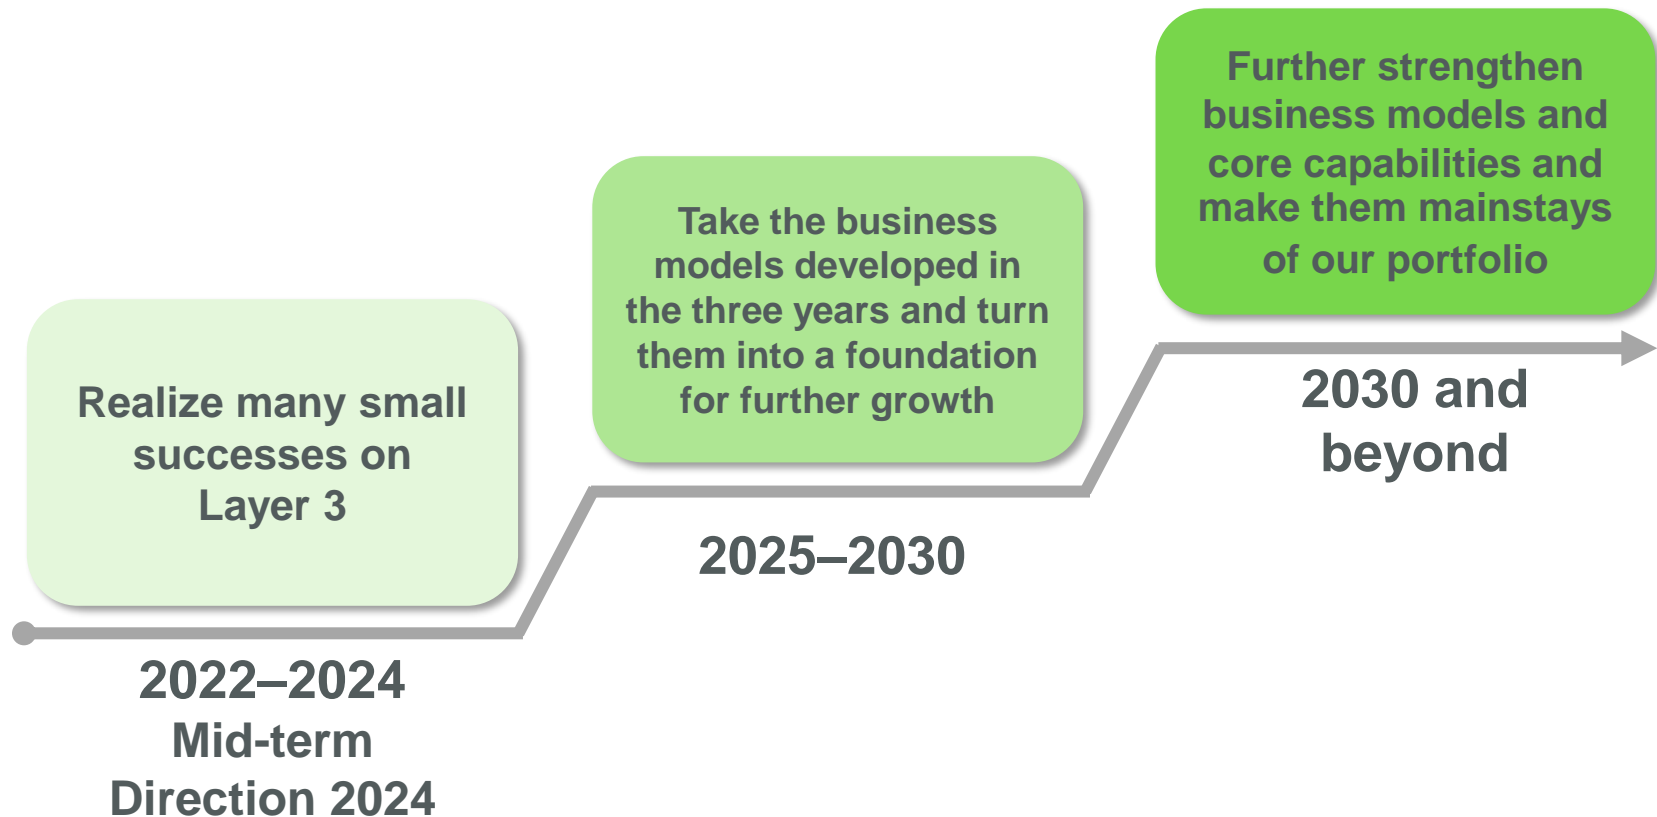 Realize many small
successes on
Layer 3
2022–2024
Mid-term
Direction 2024
Take the business
models developed in
the three years and turn
them into a foundation
for further growth
2025–2030
Further strengthen
business models and
core capabilities and
make them mainstays
of our portfolio
2030 and
beyond